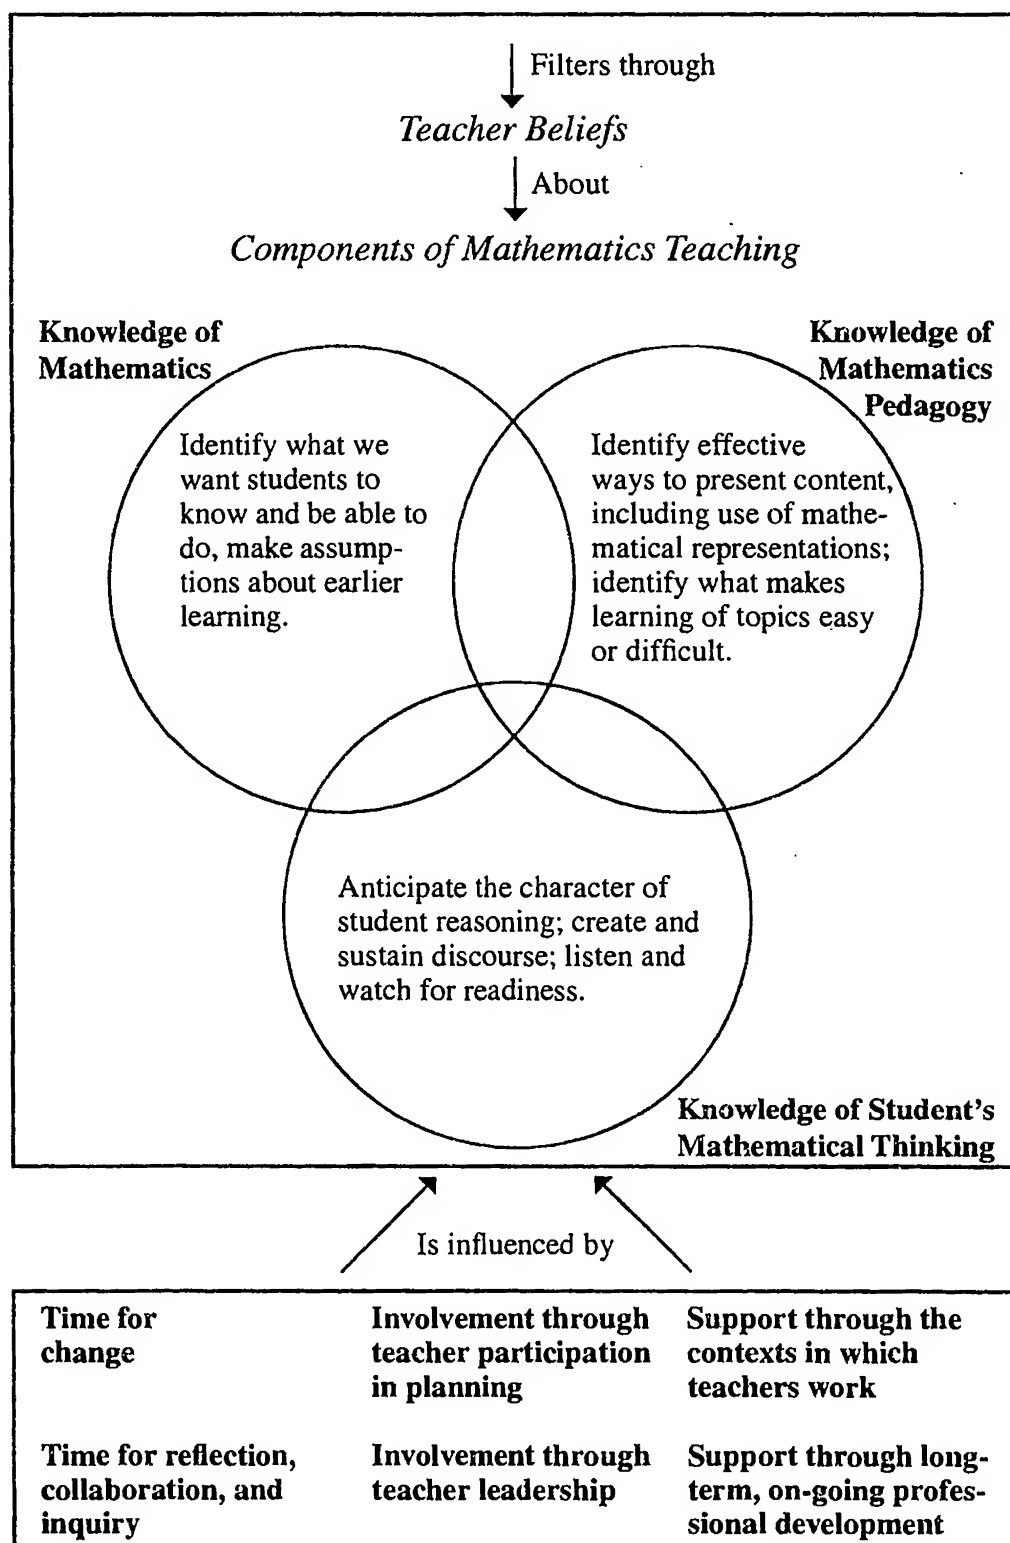 Filters through
Teacher Beliefs
About
Components of Mathematics Teaching
Knowledge of
Mathematics
Knowledge of
Mathematics
Pedagogy
Identify what we
want students to
know and be able to
do, make assump-
tions about earlier
learning.
Identify effective
ways to present content,
including use of mathe-
matical representations;
identify what makes
learning of topics easy
or difficult.
Anticipate the character of
student reasoning; create and
sustain discourse; listen and
watch for readiness.
Knowledge of Student's
Mathematical Thinking
Is influenced by
Time for
change
Involvement through
teacher participation
in planning
Support through the
contexts in which
teachers work
Time for reflection,
collaboration, and
inquiry
Involvement through
teacher leadership
Support through long-
term, on-going profes-
sional development